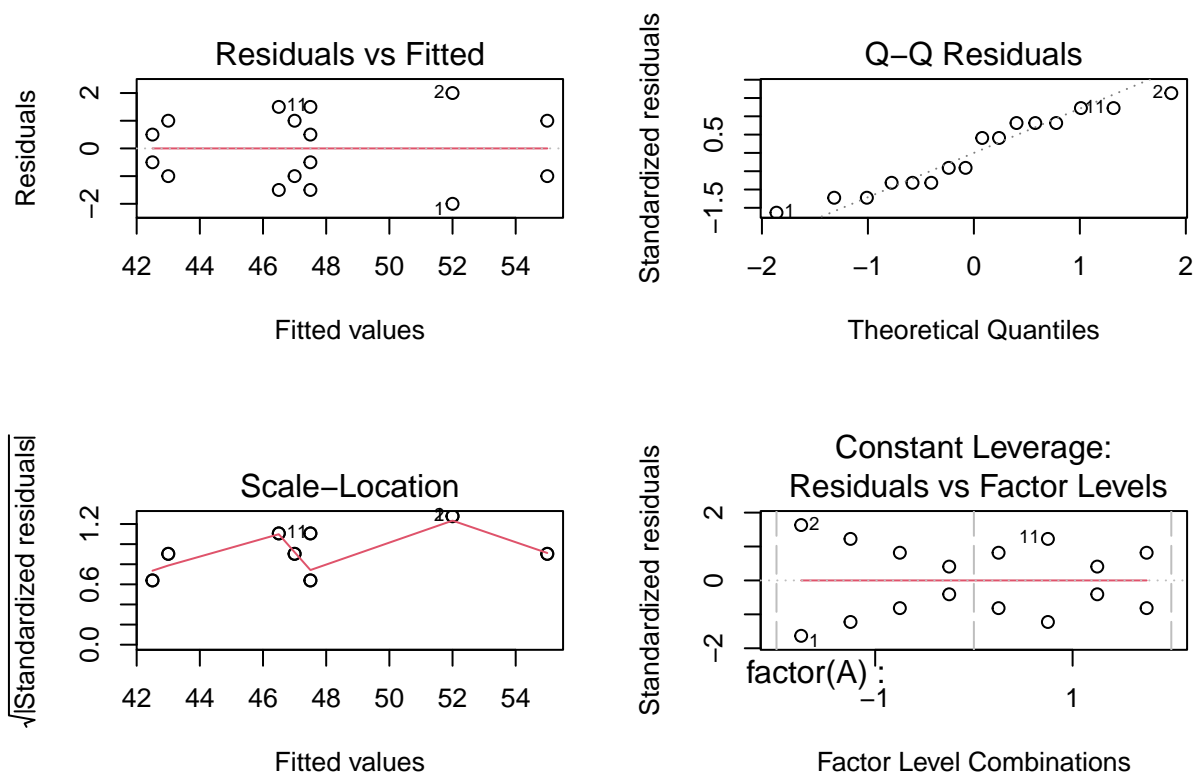 Residuals vs Fitted
Residuals
2
0
−2
2
11
1
42 44 46 48 50 52 54
Fitted values
Q−Q Residuals
Standardized residuals
0.5
−1.5
2
11
1
−2 −1 0 1 2
Theoretical Quantiles
Scale−Location
√|Standardized residuals|
1.2
0.6
0.0
11
2
42 44 46 48 50 52 54
Fitted values
Constant Leverage:
Residuals vs Factor Levels
Standardized residuals
2
0
−2
2
11
1
factor(A) :
−1 1
Factor Level Combinations